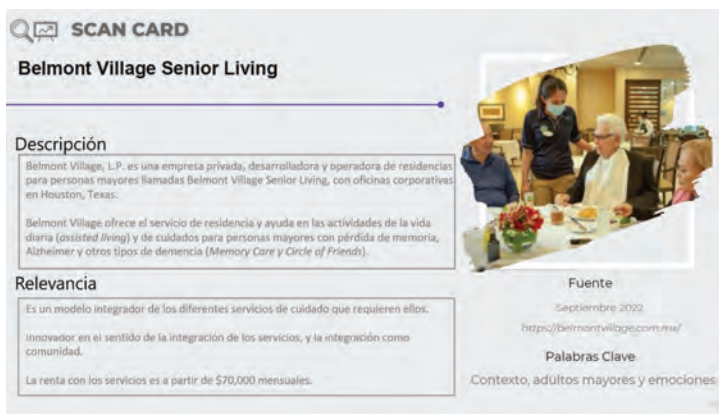 SCAN CARD
Belmont Village Senior Living
Descripción
Belmont Village, L.P. es una empresa privada, desarrolladora y operadora de residencias
para personas mayores llamadas Belmont Village Senior Living, con oficinas corporativas
en Houston, Texas.
Belmont Village ofrece el servicio de residencia y ayuda en las actividades de la vida
diaria (assisted living) y de cuidados para personas mayores con pérdida de memoria,
Alzheimer y otros tipos de demencia (Memory Care y Circle of Friends).
Relevancia
Es un modelo integrador de los diferentes servicios de cuidado que requieren ellos.
Innovador en el sentido de la integración de los servicios, y la integración como
comunidad.
La renta con los servicios es a partir de $70,000 mensuales.
Fuente
Septiembre 2022
https://belmontvillage.com.mx/
Palabras Clave
Contexto, adultos mayores y emociones